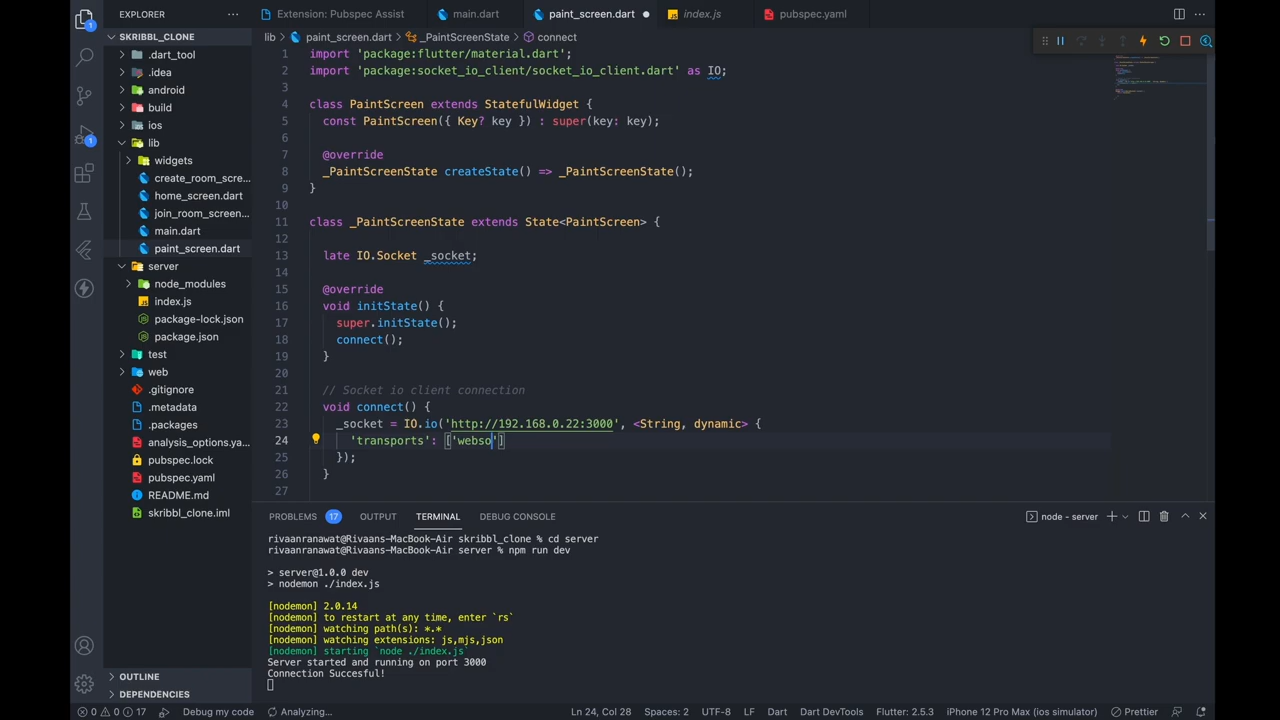 EXPLORER
Extension: Pubspec Assist
main.dart
paint_screen.dart
index.js
pubspec.yaml
SKRIBBL_CLONE
lib > paint_screen.dart > _PaintScreenState > connect
.dart_tool
.idea
android
build
ios
lib
widgets
create_room_scre...
home_screen.dart
join_room_screen...
main.dart
paint_screen.dart
server
node_modules
index.js
package-lock.json
package.json
test
web
.gitignore
.metadata
.packages
analysis_options.ya...
pubspec.lock
pubspec.yaml
README.md
skribbl_clone.iml
OUTLINE
DEPENDENCIES
1 import 'package:flutter/material.dart';
2 import 'package:socket_io_client/socket_io_client.dart' as IO;
3
4 class PaintScreen extends StatefulWidget {
5 const PaintScreen({ Key? key }) : super(key: key);
6
7 @override
8 _PaintScreenState createState() => _PaintScreenState();
9 }
10
11 class _PaintScreenState extends State<PaintScreen> {
12
13 late IO.Socket _socket;
14
15 @override
16 void initState() {
17 super.initState();
18 connect();
19 }
20
21 // Socket io client connection
22 void connect() {
23 _socket = IO.io('http://192.168.0.22:3000', <String, dynamic> {
24 'transports': ['webso']
25 });
26 }
27
PROBLEMS 17 OUTPUT TERMINAL DEBUG CONSOLE
node - server
rivaanranawat@Rivaans-MacBook-Air skribbl_clone % cd server
rivaanranawat@Rivaans-MacBook-Air server % npm run dev
> server@1.0.0 dev
> nodemon ./index.js
[nodemon] 2.0.14
[nodemon] to restart at any time, enter `rs`
[nodemon] watching path(s): *.*
[nodemon] watching extensions: js,mjs,json
[nodemon] starting `node ./index.js`
Server started and running on port 3000
Connection Succesful!
0 0 17 Debug my code Analyzing... Ln 24, Col 28 Spaces: 2 UTF-8 LF Dart Dart DevTools Flutter: 2.5.3 iPhone 12 Pro Max (ios simulator) Prettier